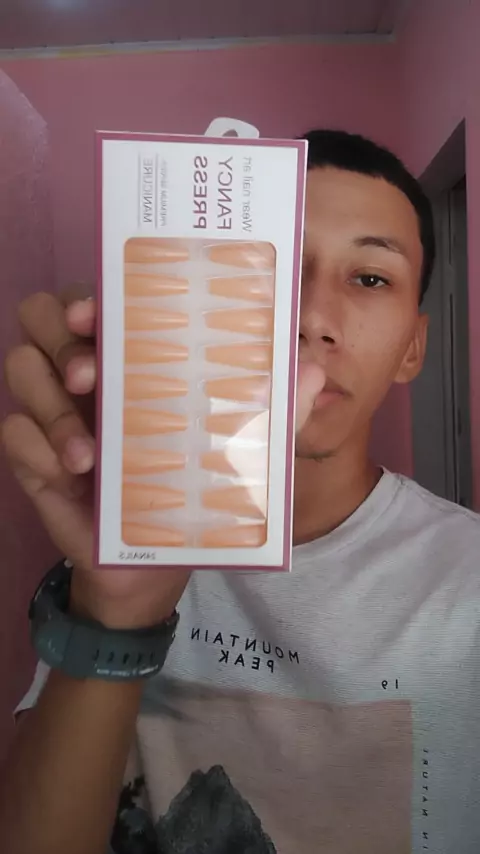 Wear nail art
FANCY
PRESS
MANICURE
MOUNTAIN
PEAK
19